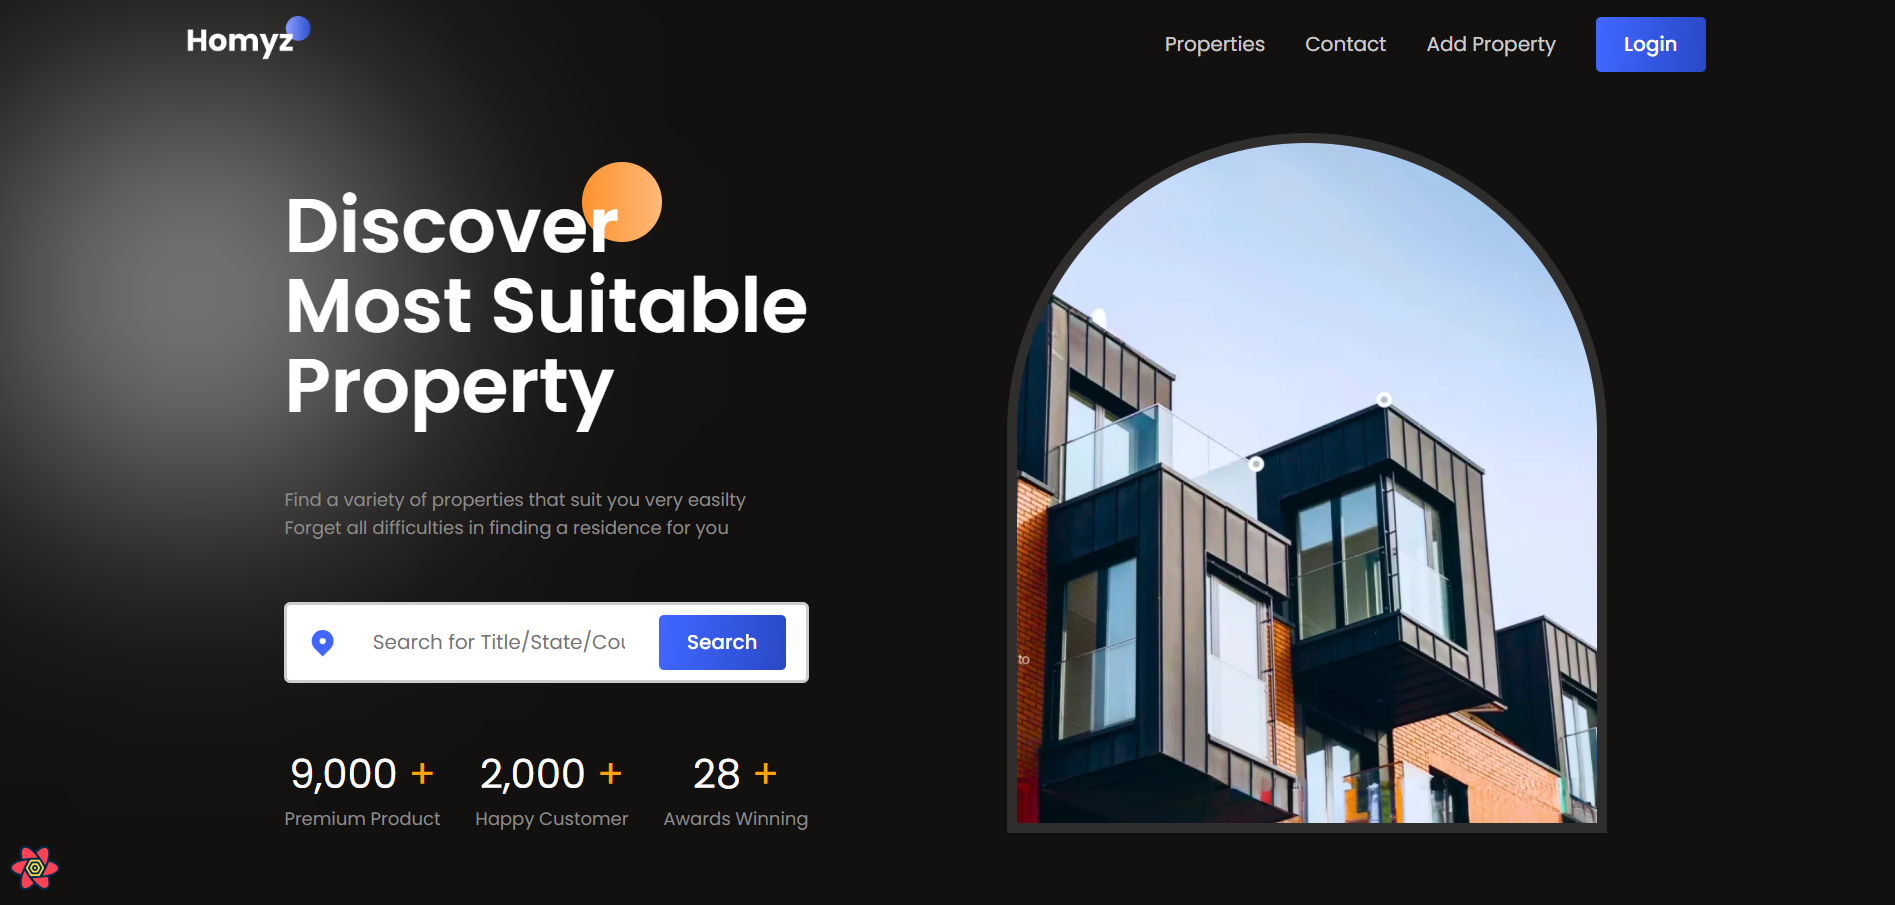 Homyz
Properties Contact Add Property Login
Discover
Most Suitable
Property
Find a variety of properties that suit you very easilty
Forget all difficulties in finding a residence for you
Search for Title/State/Cou Search
9,000 + 2,000 + 28 +
Premium Product Happy Customer Awards Winning
to